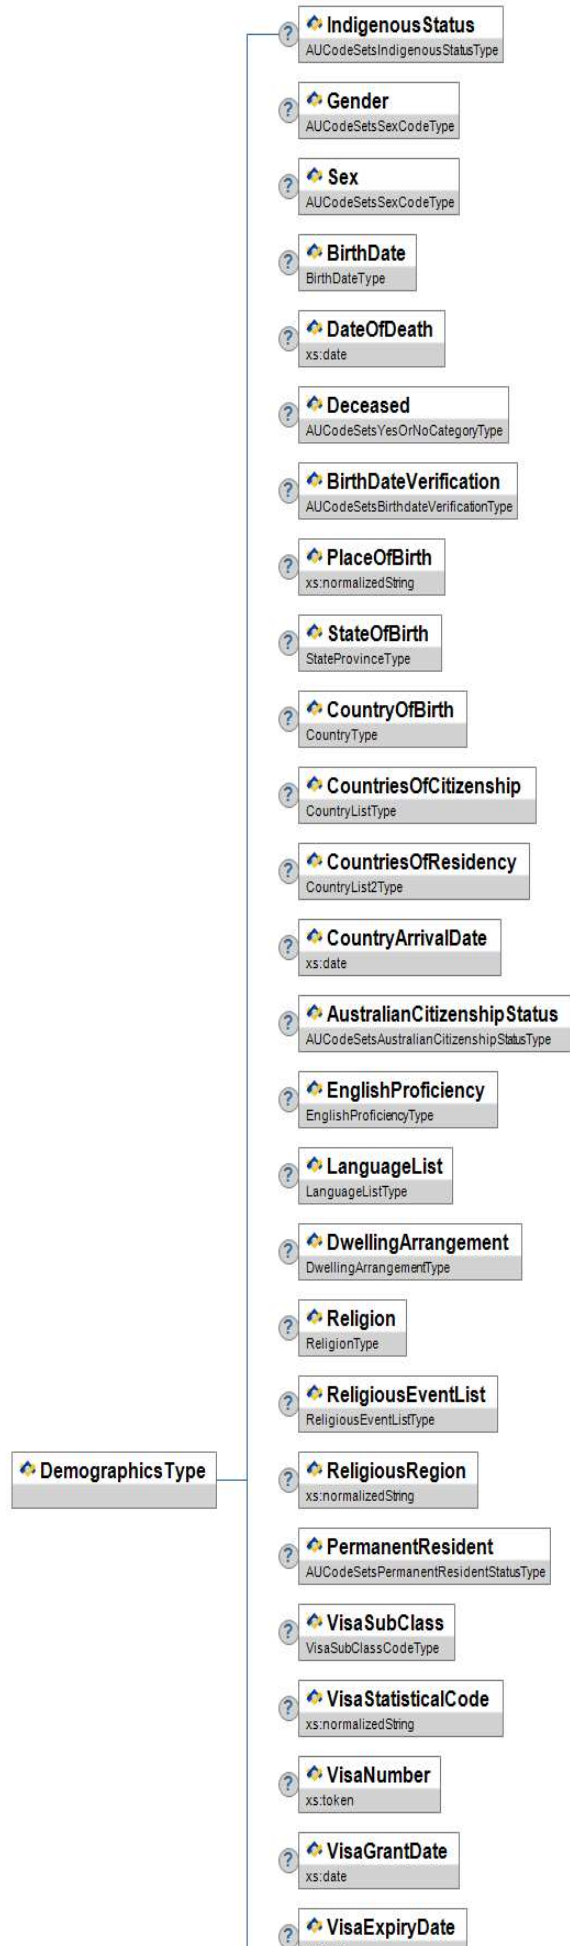 ?
IndigenousStatus
AUCodeSetsIndigenousStatusType
?
Gender
AUCodeSetsSexCodeType
?
Sex
AUCodeSetsSexCodeType
?
BirthDate
BirthDateType
?
DateOfDeath
xs:date
?
Deceased
AUCodeSetsYesOrNoCategoryType
?
BirthDateVerification
AUCodeSetsBirthdateVerificationType
?
PlaceOfBirth
xs:normalizedString
?
StateOfBirth
StateProvinceType
?
CountryOfBirth
CountryType
?
CountriesOfCitizenship
CountryListType
?
CountriesOfResidency
CountryList2Type
?
CountryArrivalDate
xs:date
?
AustralianCitizenshipStatus
AUCodeSetsAustralianCitizenshipStatusType
?
EnglishProficiency
EnglishProficiencyType
?
LanguageList
LanguageListType
?
DwellingArrangement
DwellingArrangementType
?
Religion
ReligionType
?
ReligiousEventList
ReligiousEventListType
DemographicsType
?
ReligiousRegion
xs:normalizedString
?
PermanentResident
AUCodeSetsPermanentResidentStatusType
?
VisaSubClass
VisaSubClassCodeType
?
VisaStatisticalCode
xs:normalizedString
?
VisaNumber
xs:token
?
VisaGrantDate
xs:date
?
VisaExpiryDate